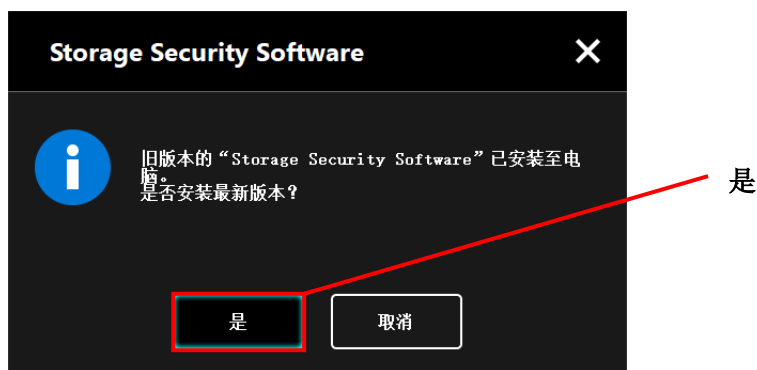 Storage Security Software
旧版本的“Storage Security Software”已安装至电
脑。
是否安装最新版本？
是
是
取消